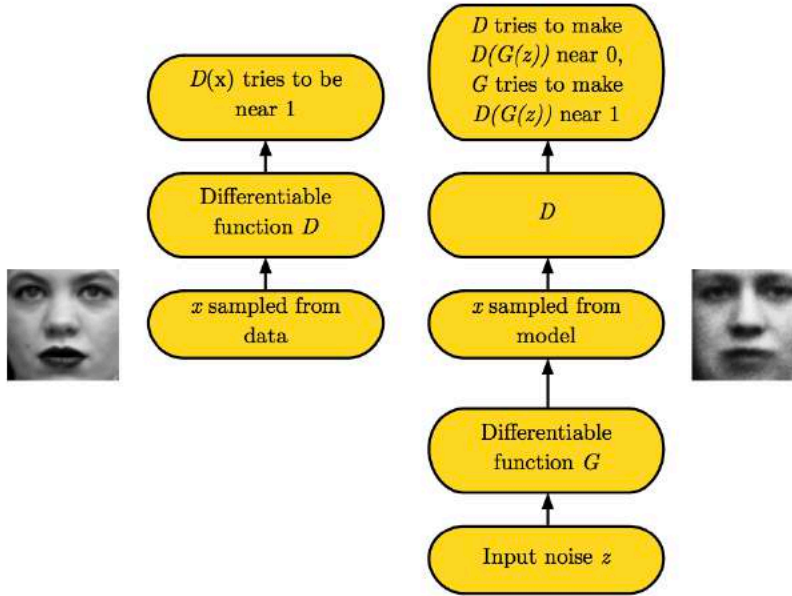 D(x) tries to be
near 1
Differentiable
function D
x sampled from
data
D tries to make
D(G(z)) near 0,
G tries to make
D(G(z)) near 1
D
x sampled from
model
Differentiable
function G
Input noise z